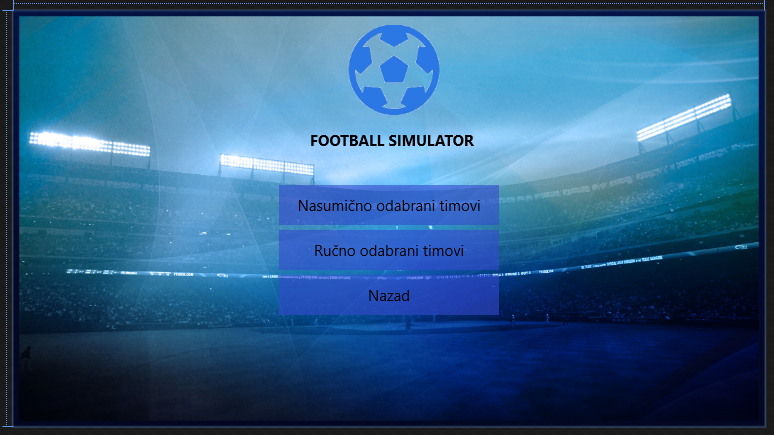 FOOTBALL SIMULATOR
Nasumično odabrani timovi
Ručno odabrani timovi
Nazad